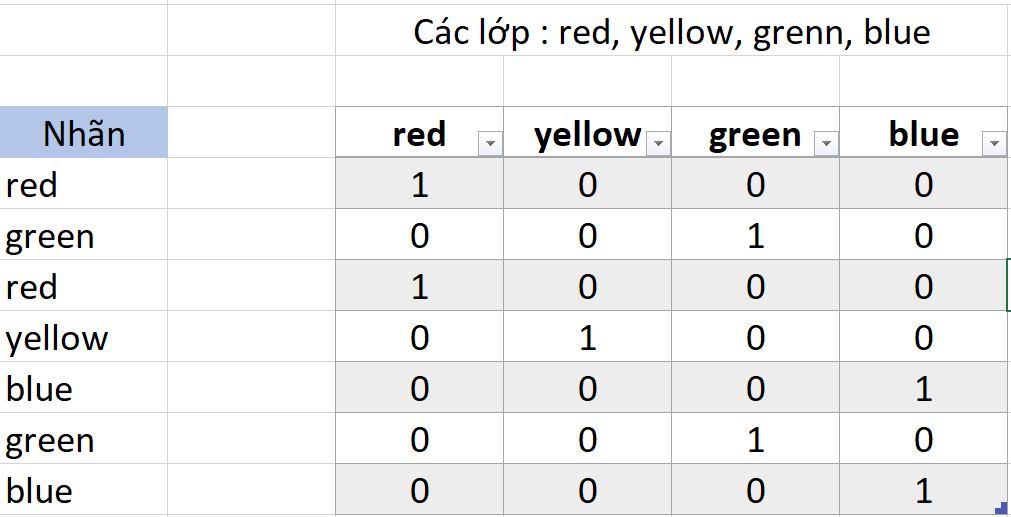 Các lớp : red, yellow, grenn, blue
Nhãn red yellow green blue
red 1 0 0 0
green 0 0 1 0
red 1 0 0 0
yellow 0 1 0 0
blue 0 0 0 1
green 0 0 1 0
blue 0 0 0 1